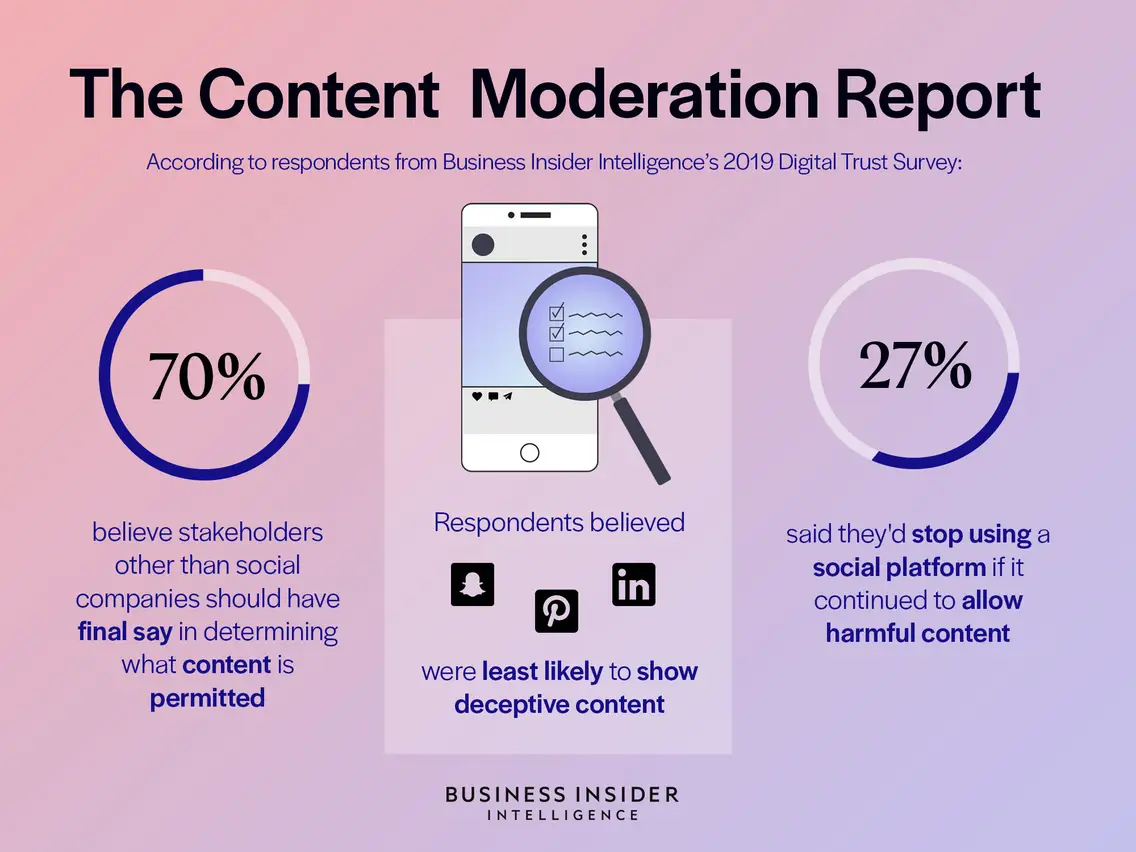 The Content Moderation Report
According to respondents from Business Insider Intelligence's 2019 Digital Trust Survey:
70%
believe stakeholders
other than social
companies should have
final say in determining
what content is
permitted
Respondents believed
in
were least likely to show
deceptive content
27%
said they'd stop using a
social platform if it
continued to allow
harmful content
BUSINESS INSIDER
INTELLIGENCE